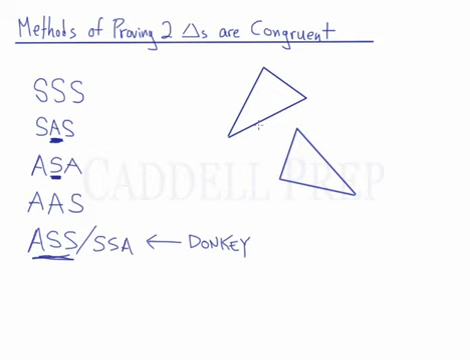 Methods of Proving 2 △s are Congruent
SSS
SAS
ASA
CADDELL PREP
AAS
ASS/SSA ← DONKEY